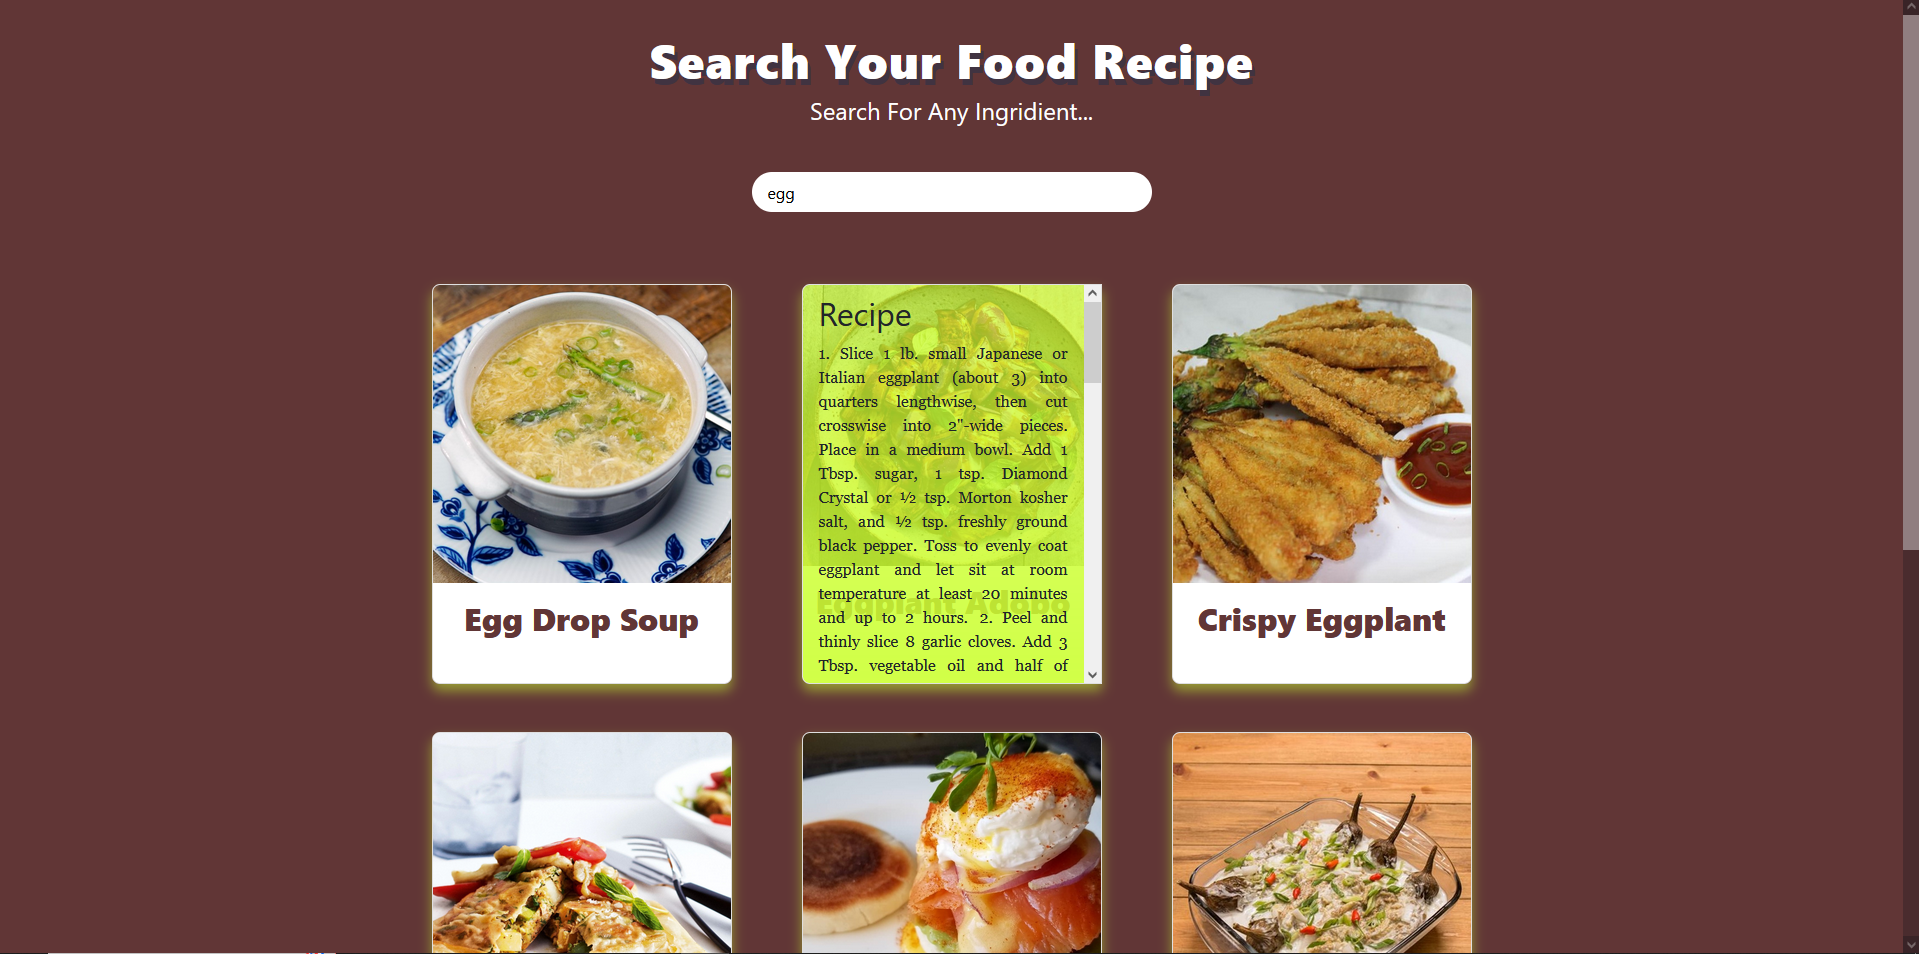 Search Your Food Recipe
Search For Any Ingridient...
egg
Egg Drop Soup
Recipe
1. Slice 1 lb. small Japanese or
Italian eggplant (about 3) into
quarters lengthwise, then cut
crosswise into 2"-wide pieces.
Place in a medium bowl. Add 1
Tbsp. sugar, 1 tsp. Diamond
Crystal or ½ tsp. Morton kosher
salt, and ½ tsp. freshly ground
black pepper. Toss to evenly coat
eggplant and let sit at room
temperature at least 20 minutes
and up to 2 hours. 2. Peel and
thinly slice 8 garlic cloves. Add 3
Tbsp. vegetable oil and half of
Eggplant Adobo
Crispy Eggplant